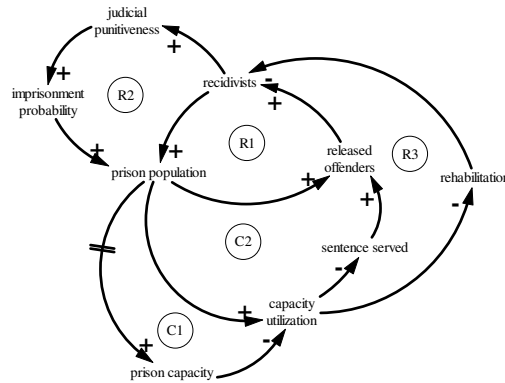 judicial
punitiveness
+
+
recidivists
-
imprisonment
probability
R2
+
+
R1
released
offenders
R3
+
+
prison population
+
rehabilitation
+
-
C2
sentence served
-
capacity
utilization
+
C1
-
+
prison capacity